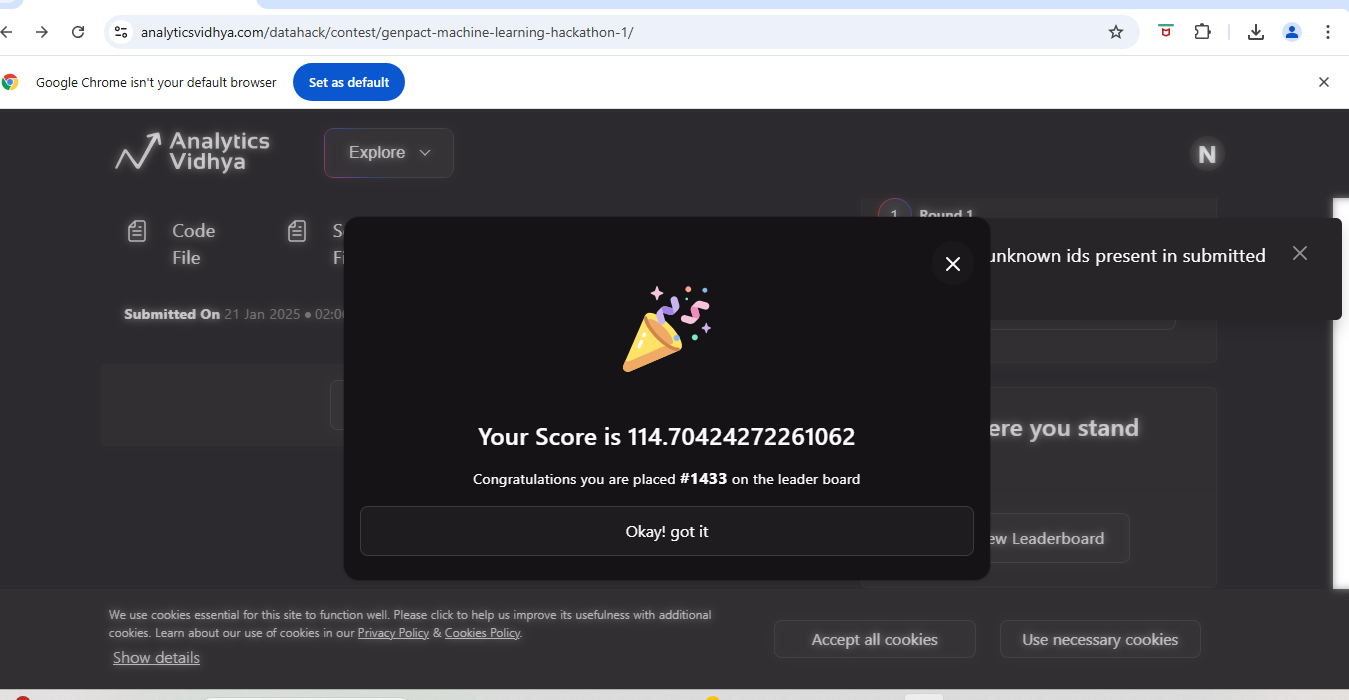 analyticsvidhya.com/datahack/contest/genpact-machine-learning-hackathon-1/
Google Chrome isn't your default browser
Set as default
Analytics
Vidhya
Explore
N
1 Round 1
Code
File
unknown ids present in submitted
Submitted On 21 Jan 2025 • 02:0
Your Score is 114.70424272261062
Congratulations you are placed #1433 on the leader board
Okay! got it
ere you stand
ew Leaderboard
We use cookies essential for this site to function well. Please click to help us improve its usefulness with additional
cookies. Learn about our use of cookies in our Privacy Policy & Cookies Policy.
Show details
Accept all cookies
Use necessary cookies